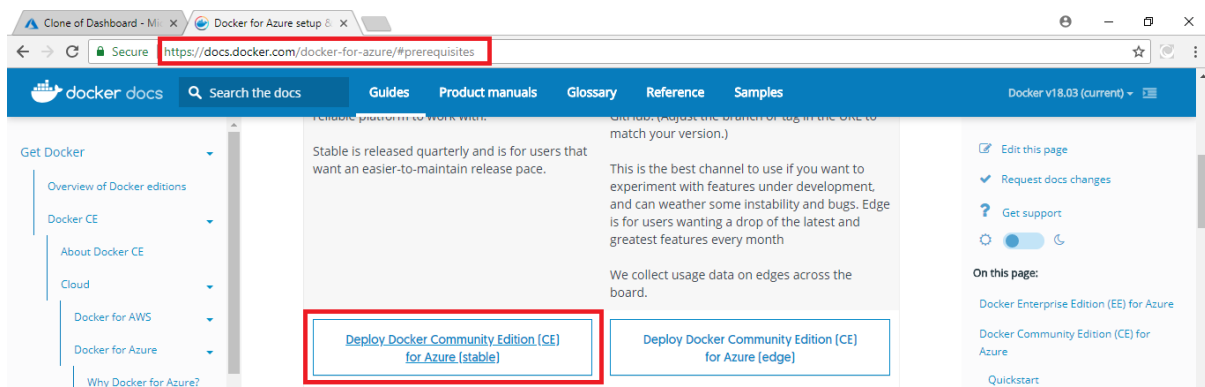 Clone of Dashboard - Mi
Docker for Azure setup &
Secure
https://docs.docker.com/docker-for-azure/#prerequisites
docker docs
Search the docs
Guides
Product manuals
Glossary
Reference
Samples
Docker v18.03 (current)
Get Docker
Overview of Docker editions
Docker CE
About Docker CE
Cloud
Docker for AWS
Docker for Azure
Why Docker for Azure?
reliable platform to work with.
Stable is released quarterly and is for users that
want an easier-to-maintain release pace.
Deploy Docker Community Edition (CE)
for Azure (stable)
GitHub. (Adjust the branch or tag in the URL to
match your version.)
This is the best channel to use if you want to
experiment with features under development,
and can weather some instability and bugs. Edge
is for users wanting a drop of the latest and
greatest features every month
We collect usage data on edges across the
board.
Deploy Docker Community Edition (CE)
for Azure (edge)
Edit this page
Request docs changes
Get support
On this page:
Docker Enterprise Edition (EE) for Azure
Docker Community Edition (CE) for
Azure
Quickstart